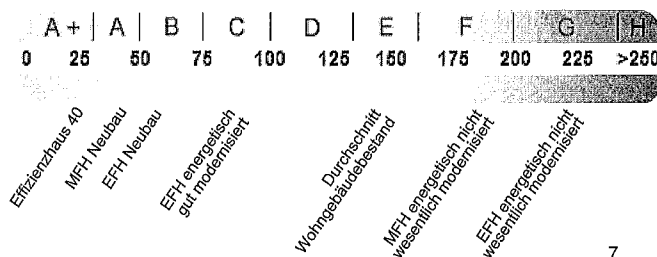 A+ A B C D E F G H
0 25 50 75 100 125 150 175 200 225 >250
Effizienzhaus 40
MFH Neubau
EFH Neubau
EFH energetisch
gut modernisiert
Durchschnitt
Wohngebäudebestand
MFH energetisch nicht
wesentlich modernisiert
EFH energetisch nicht
wesentlich modernisiert
7